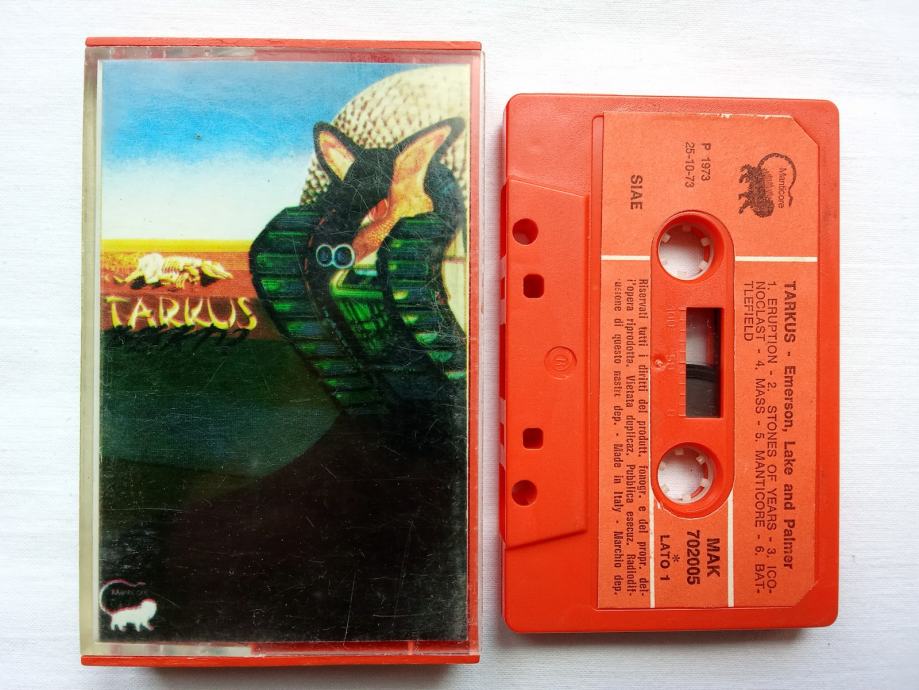 TARKUS
Manticore
Manticore
P 1973
25-10-73
SIAE
TARKUS - Emerson, Lake and Palmer
1. ERUPTION - 2. STONES OF YEARS - 3. ICO-
NOCLAST - 4. MASS - 5. MANTICORE - 6. BAT-
TLEFIELD
100 50 0
Riservati tutti i diritti del produtt. fonogr. e del propr. del-
l'opera riprodotta. Vietata duplicaz. Pubblica esecuz. Radiodif-
fusione di questo nastro dep. - Made in Italy - Marchio dep.
MAK
702005
*
LATO 1